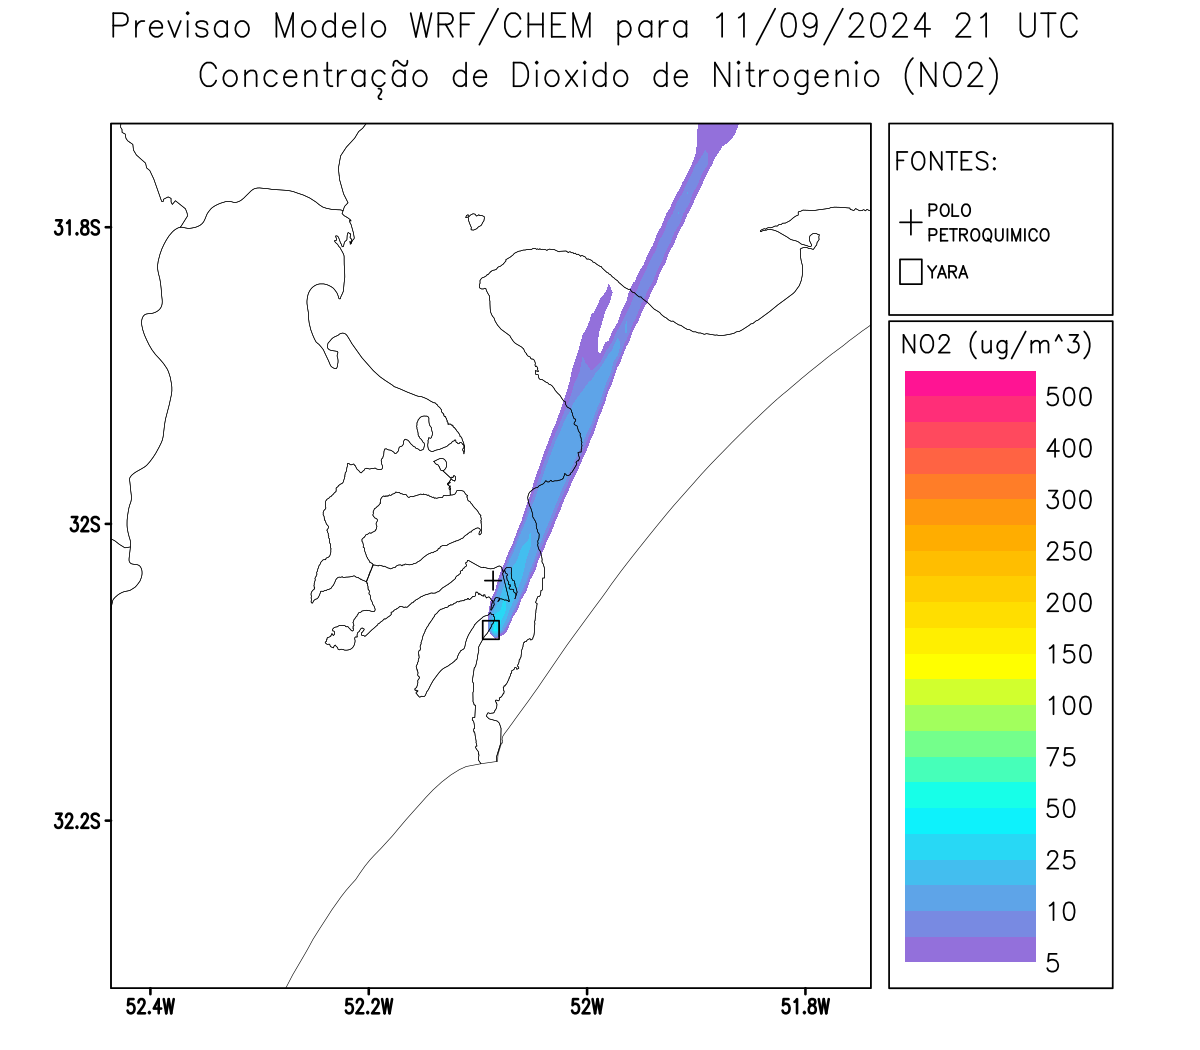 Previsao Modelo WRF/CHEM para 11/09/2024 21 UTC
Concentração de Dioxido de Nitrogenio (NO2)
FONTES:
POLO
PETROQUIMICO
YARA
NO2 (ug/m^3)
500
400
300
250
200
150
100
75
50
25
10
5
31.8S
32S
32.2S
52.4W
52.2W
52W
51.8W